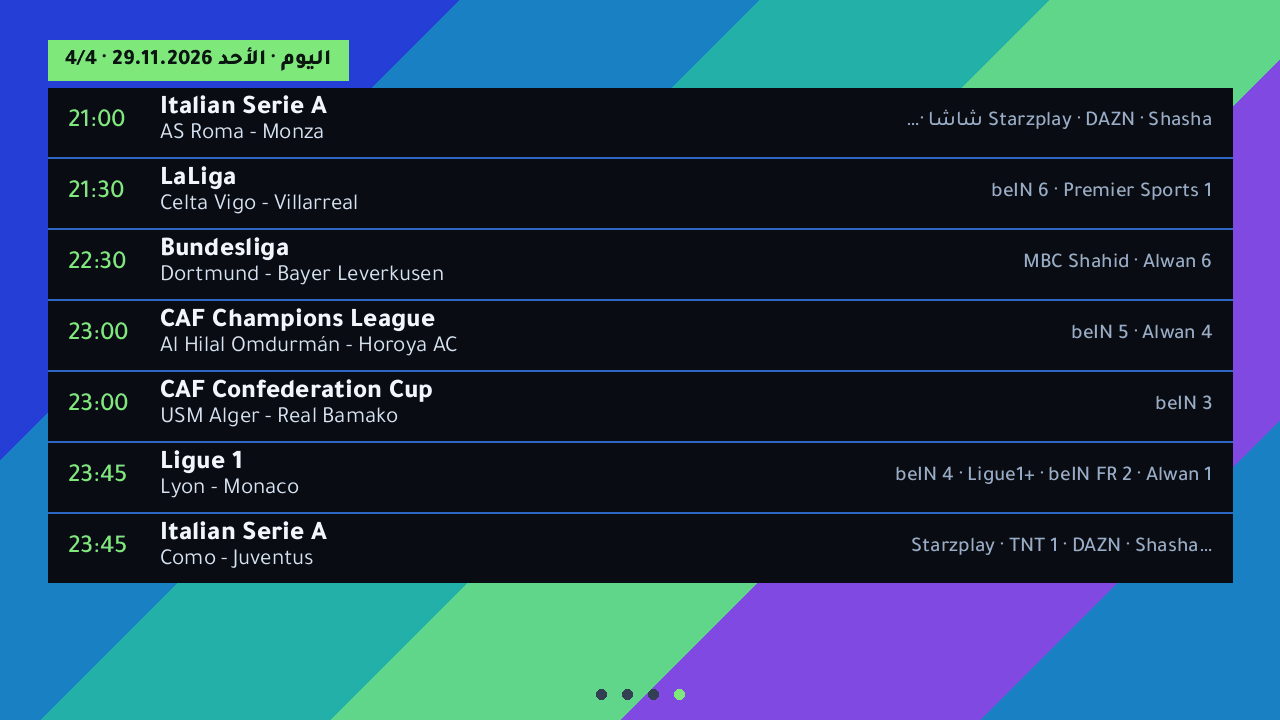 اليوم · الأحد 29.11.2026 · 4/4
21:00
Italian Serie A
AS Roma - Monza
Starzplay · DAZN · Shasha شاشا ·...
21:30
LaLiga
Celta Vigo - Villarreal
beIN 6 · Premier Sports 1
22:30
Bundesliga
Dortmund - Bayer Leverkusen
MBC Shahid · Alwan 6
23:00
CAF Champions League
Al Hilal Omdurmán - Horoya AC
beIN 5 · Alwan 4
23:00
CAF Confederation Cup
USM Alger - Real Bamako
beIN 3
23:45
Ligue 1
Lyon - Monaco
beIN 4 · Ligue1+ · beIN FR 2 · Alwan 1
23:45
Italian Serie A
Como - Juventus
Starzplay · TNT 1 · DAZN · Shasha...